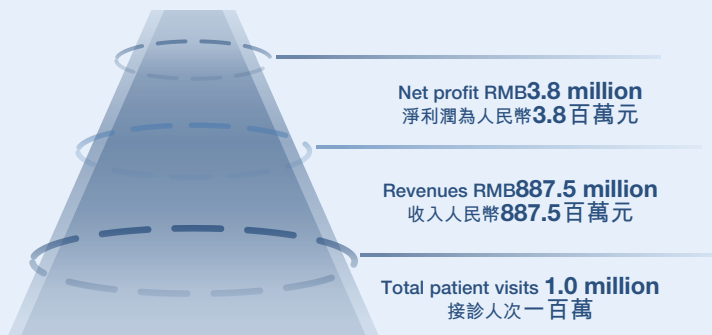 Net profit RMB3.8 million
淨利潤為人民幣3.8百萬元
Revenues RMB887.5 million
收入人民幣887.5百萬元
Total patient visits 1.0 million
接診人次一百萬